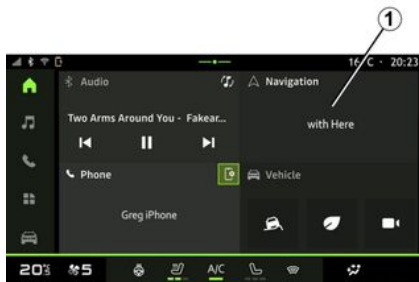 1
16°C · 20:23
Audio
Navigation
Two Arms Around You - Fakear...
with Here
Phone
Vehicle
Greg iPhone
20.5 5 A/C